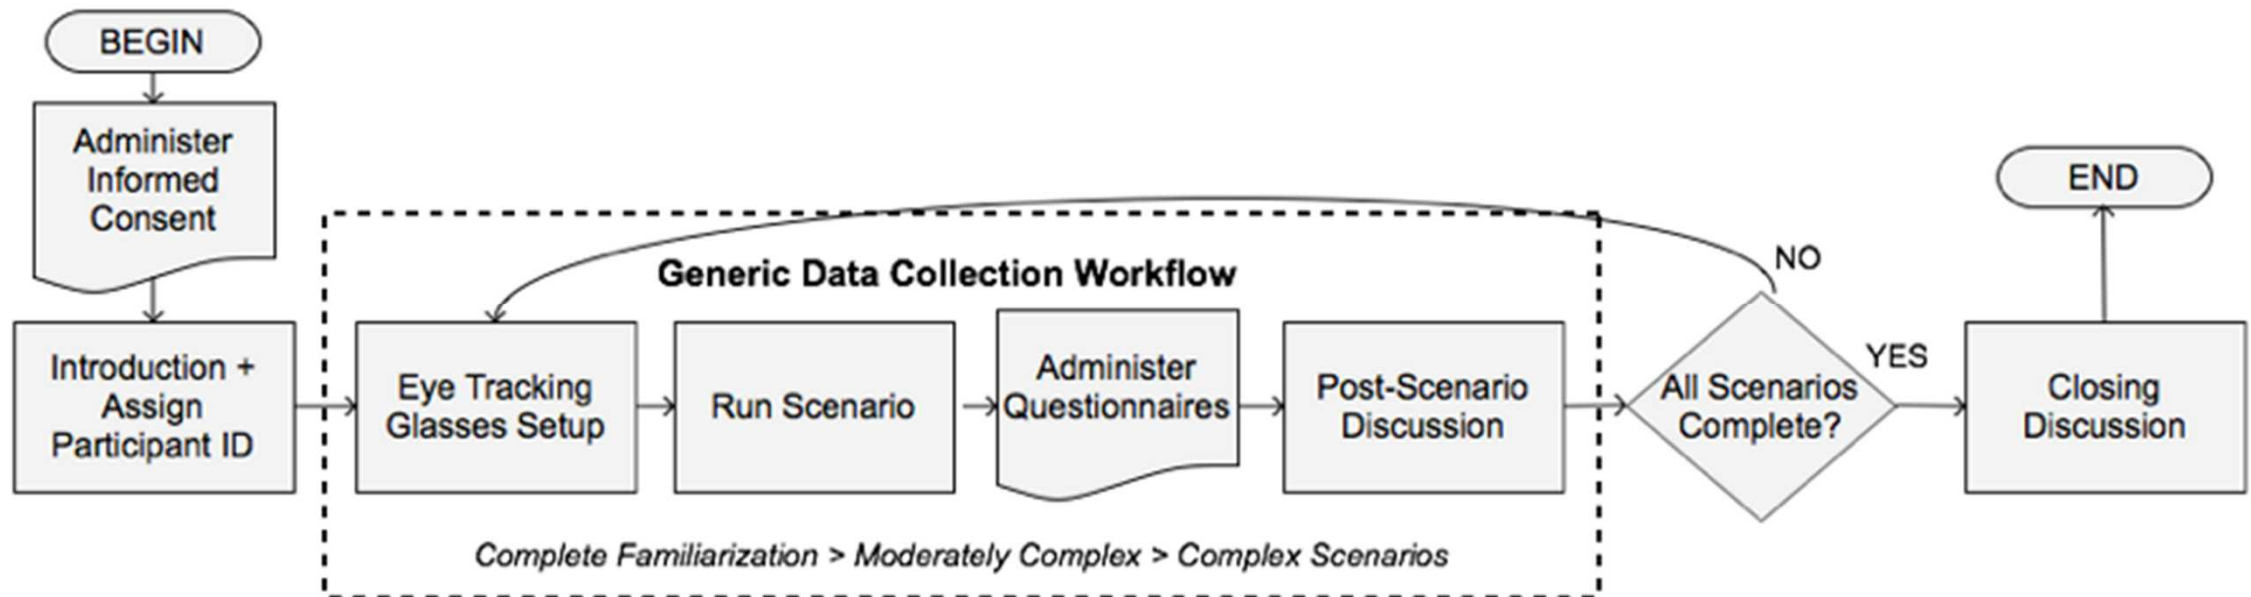 BEGIN
Administer
Informed
Consent
Introduction +
Assign
Participant ID
Generic Data Collection Workflow
Eye Tracking
Glasses Setup
Run Scenario
Administer
Questionnaires
Post-Scenario
Discussion
Complete Familiarization > Moderately Complex > Complex Scenarios
All Scenarios
Complete?
NO
YES
Closing
Discussion
END